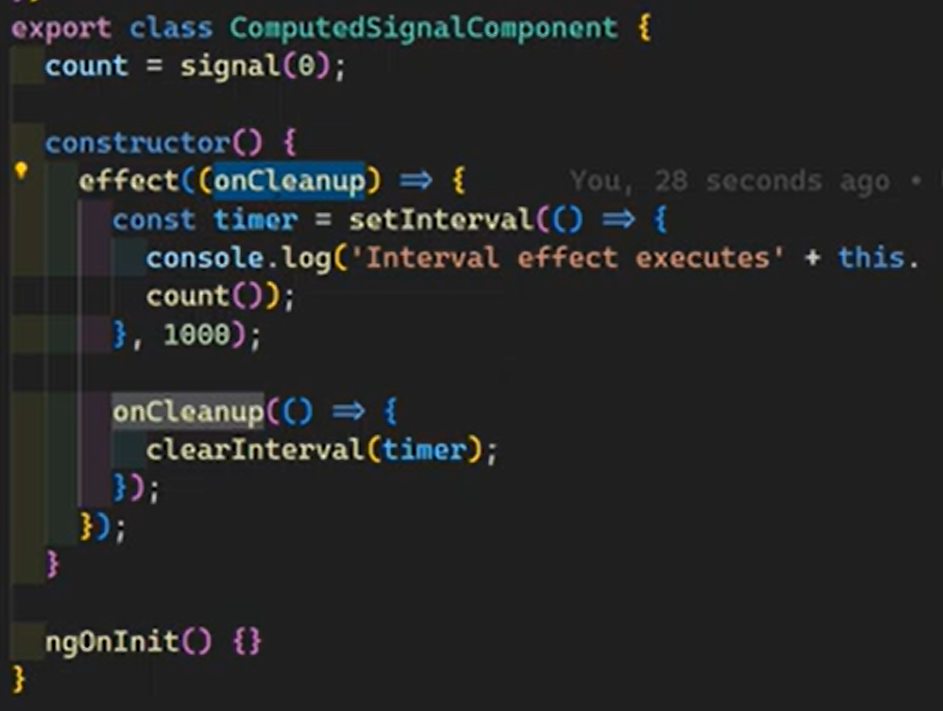 export class ComputedSignalComponent {
count = signal(0);
constructor() {
effect((onCleanup) => { You, 28 seconds ago •
const timer = setInterval(() => {
console.log('Interval effect executes' + this.
count());
}, 1000);
onCleanup(() => {
clearInterval(timer);
});
});
}
ngOnInit() {}
}